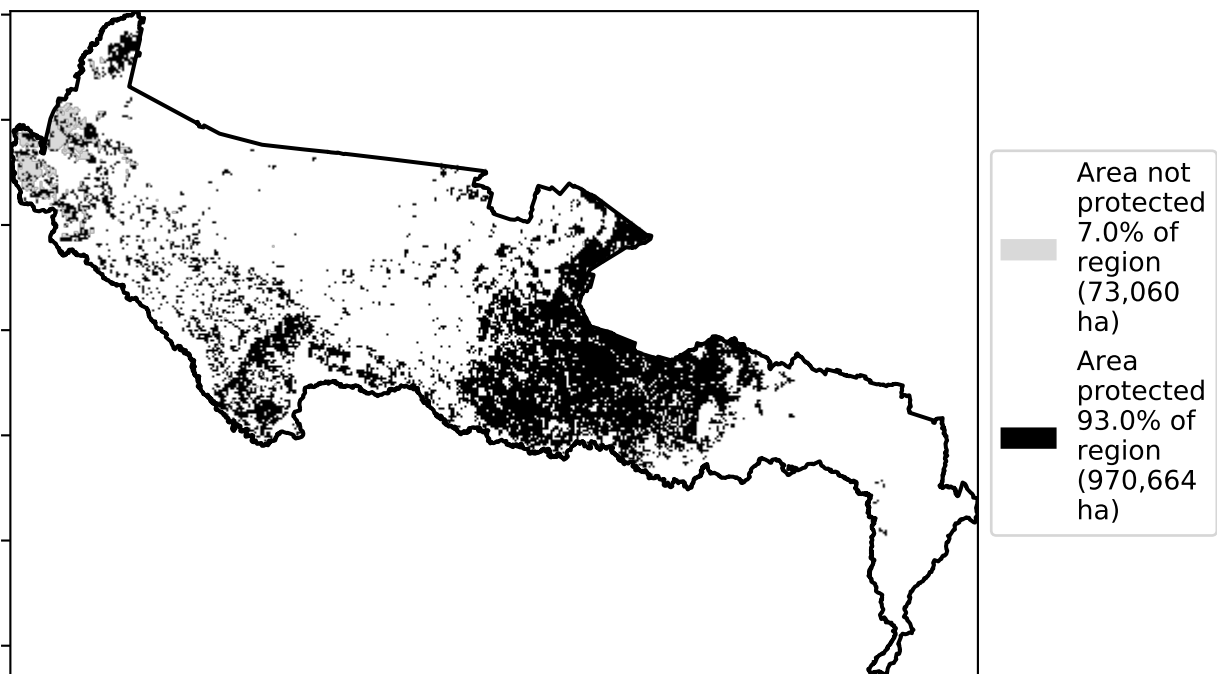 Area not
protected
7.0% of
region
(73,060
ha)
Area
protected
93.0% of
region
(970,664
ha)